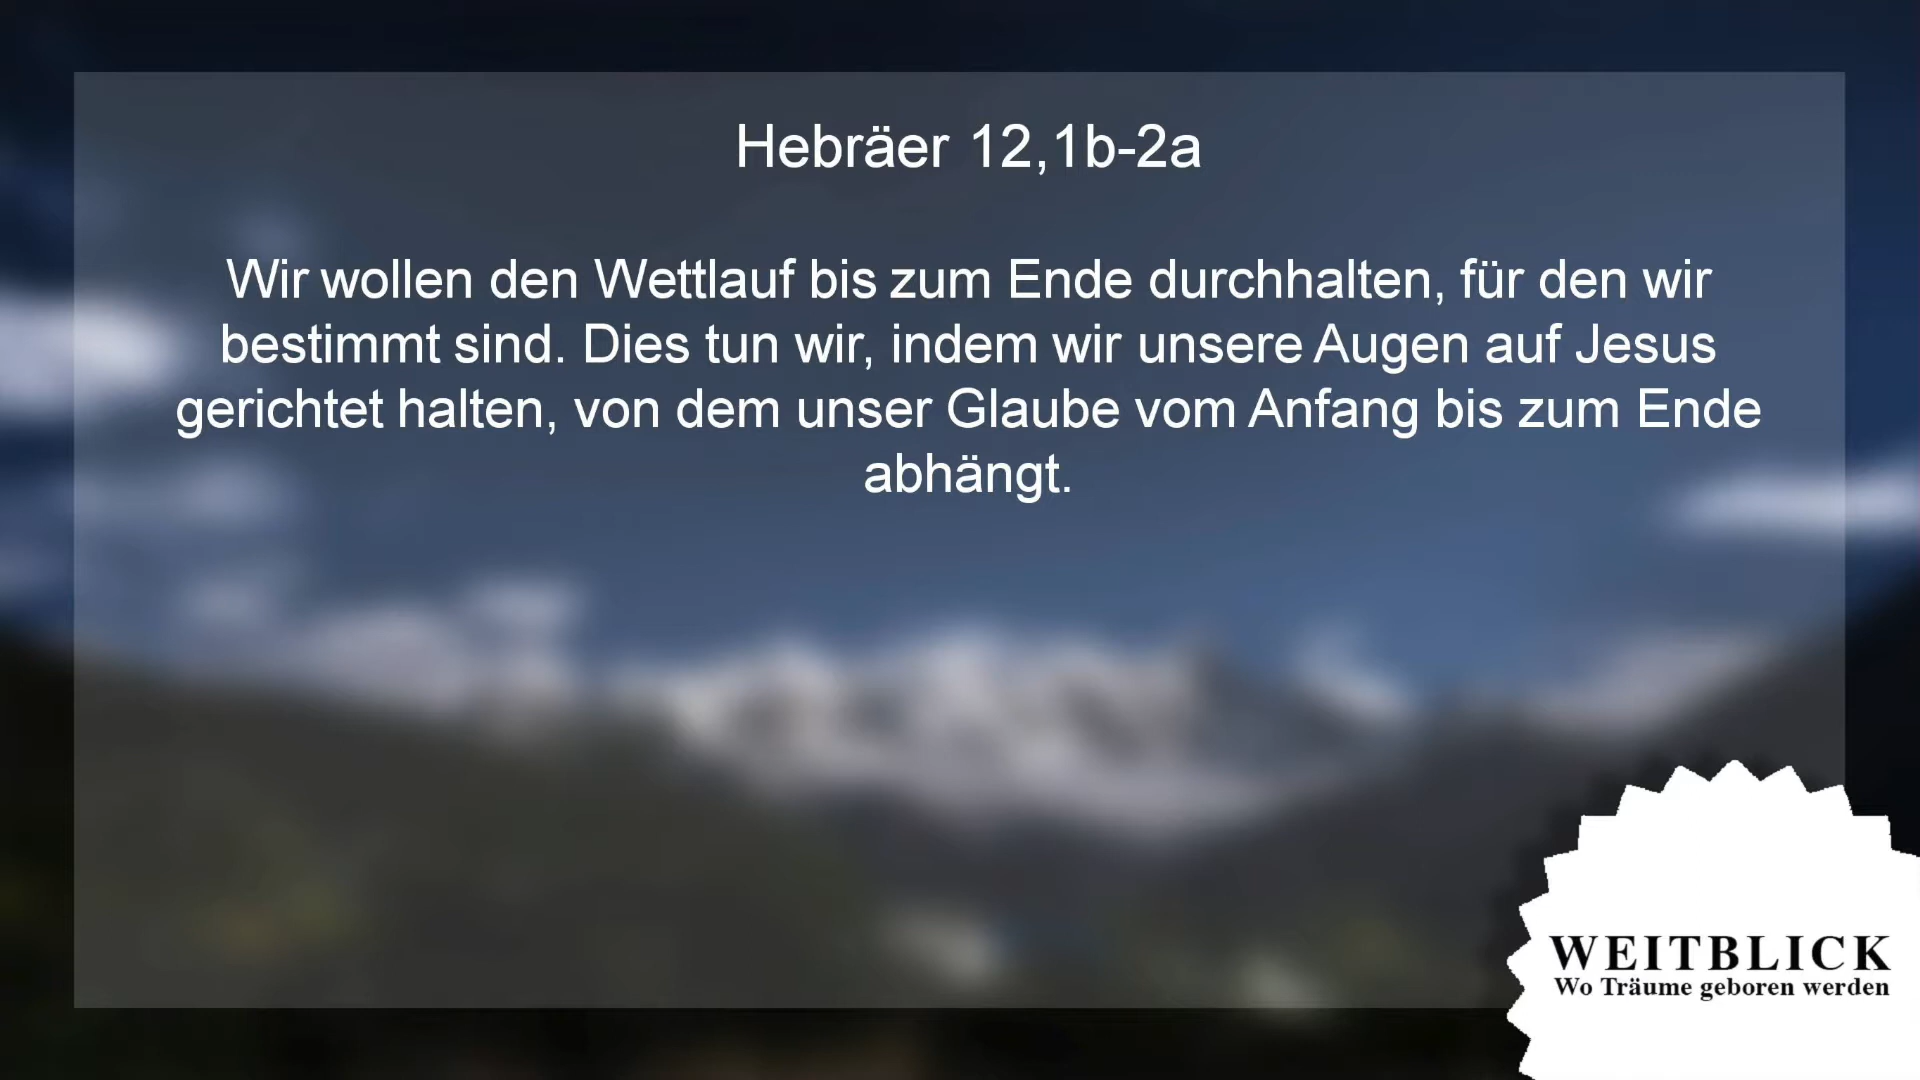 Hebräer 12,1b-2a
Wir wollen den Wettlauf bis zum Ende durchhalten, für den wir
bestimmt sind. Dies tun wir, indem wir unsere Augen auf Jesus
gerichtet halten, von dem unser Glaube vom Anfang bis zum Ende
abhängt.
WEITBLICK
Wo Träume geboren werden